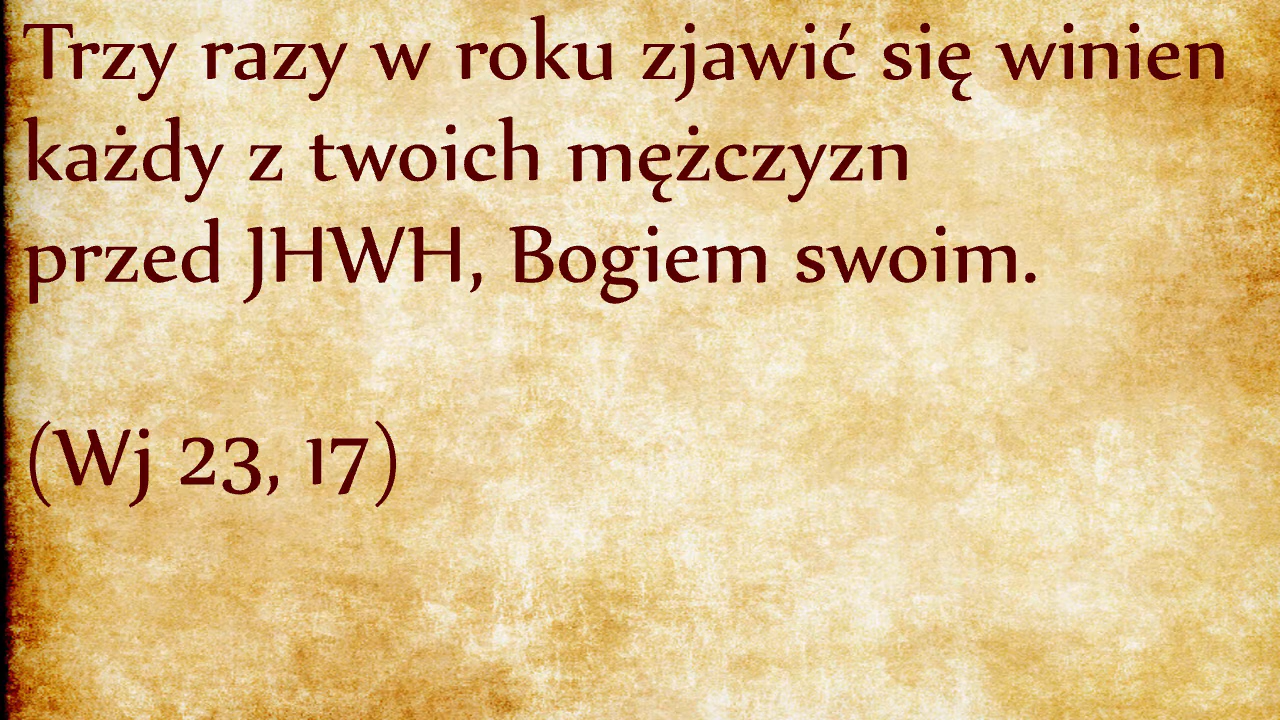 Trzy razy w roku zjawić się winien
każdy z twoich mężczyzn
przed JHWH, Bogiem swoim.
(Wj 23, 17)